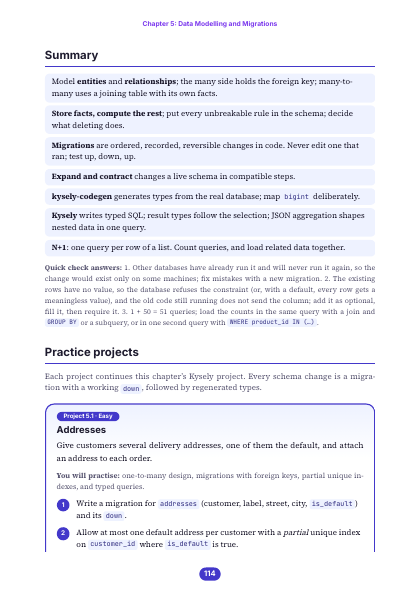 Chapter 5: Data Modelling and Migrations
Summary
Model entities and relationships; the many side holds the foreign key; many-to-
many uses a joining table with its own facts.
Store facts, compute the rest; put every unbreakable rule in the schema; decide
what deleting does.
Migrations are ordered, recorded, reversible changes in code. Never edit one that
ran; test up, down, up.
Expand and contract changes a live schema in compatible steps.
kysely-codegen generates types from the real database; map bigint deliberately.
Kysely writes typed SQL; result types follow the selection; JSON aggregation shapes
nested data in one query.
N+1: one query per row of a list. Count queries, and load related data together.
Quick check answers: 1. Other databases have already run it and will never run it again, so the
change would exist only on some machines; fix mistakes with a new migration. 2. The existing
rows have no value, so the database refuses the constraint (or, with a default, every row gets a
meaningless value), and the old code still running does not send the column; add it as optional,
fill it, then require it. 3. 1 + 50 = 51 queries; load the counts in the same query with a join and
GROUP BY or a subquery, or in one second query with WHERE product_id IN (…).
Practice projects
Each project continues this chapter's Kysely project. Every schema change is a migra-
tion with a working down, followed by regenerated types.
Project 5.1 · Easy
Addresses
Give customers several delivery addresses, one of them the default, and attach
an address to each order.
You will practise: one-to-many design, migrations with foreign keys, partial unique in-
dexes, and typed queries.
1 Write a migration for addresses (customer, label, street, city, is_default)
and its down.
2 Allow at most one default address per customer with a partial unique index
on customer_id where is_default is true.
114